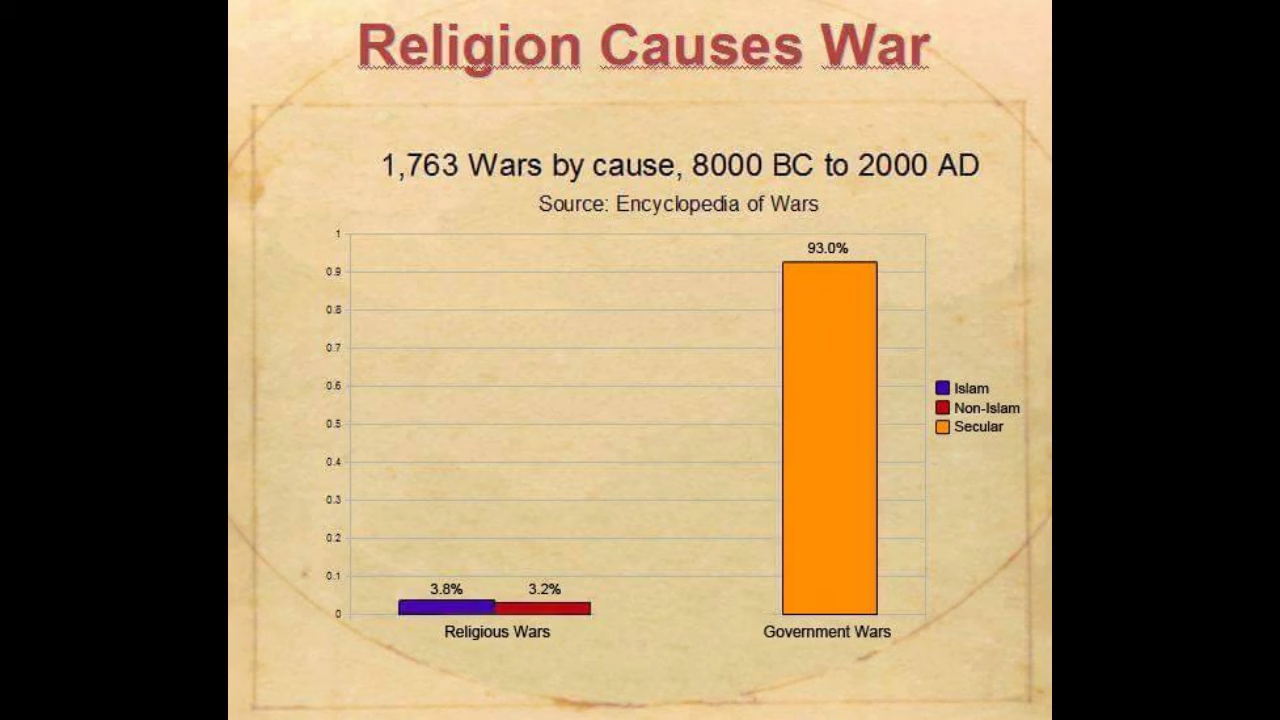 Religion Causes War
1,763 Wars by cause, 8000 BC to 2000 AD
Source: Encyclopedia of Wars
1
0.9
0.8
0.7
0.6
0.5
0.4
0.3
0.2
0.1
0
93.0%
3.8%
3.2%
Religious Wars
Government Wars
Islam
Non-Islam
Secular